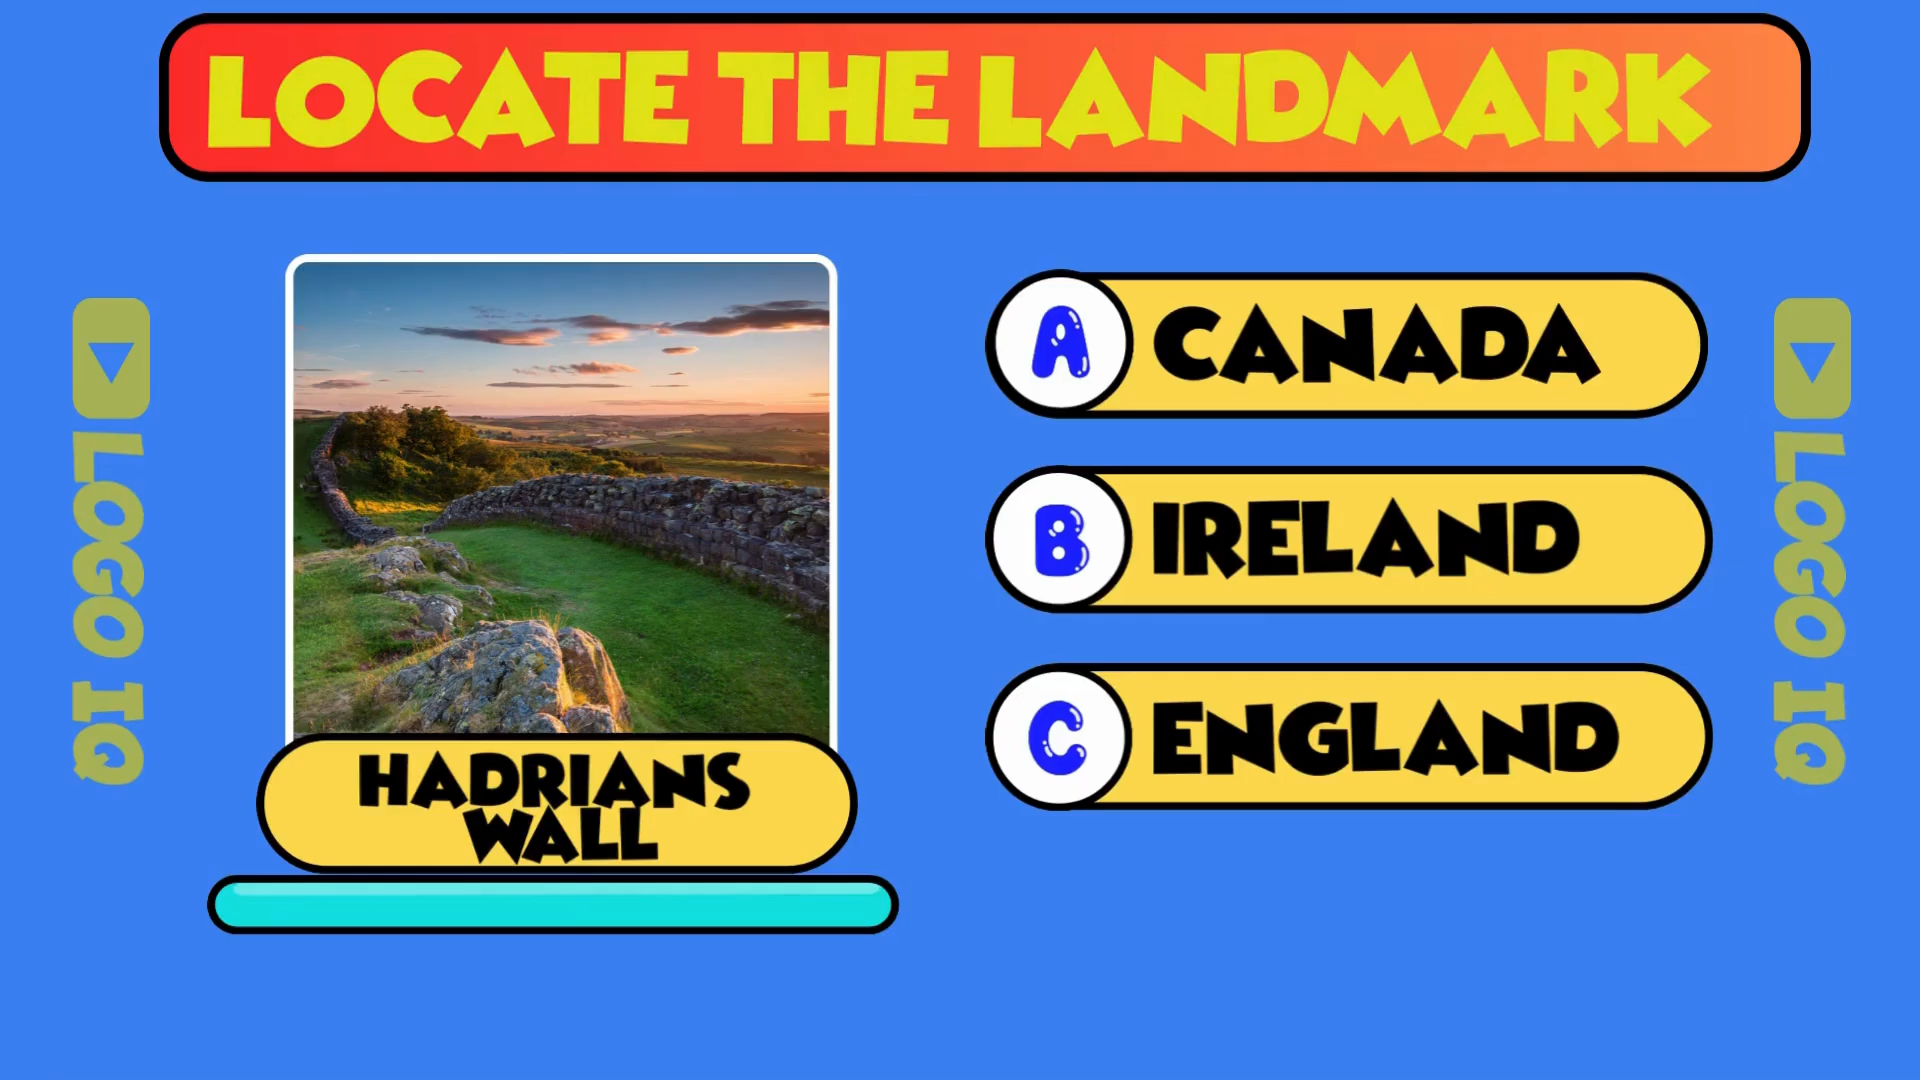 LOCATE THE LANDMARK
LOGO IQ
HADRIANS
WALL
A CANADA
B IRELAND
C ENGLAND
LOGO IQ